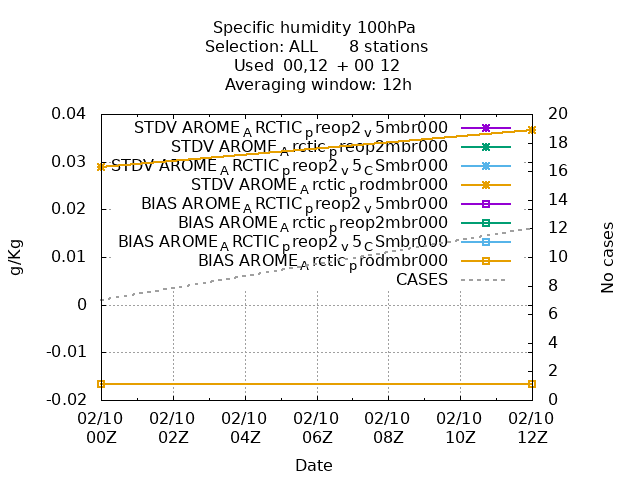 Specific humidity 100hPa
Selection: ALL 8 stations
Used 00,12 + 00 12
Averaging window: 12h
0.04
0.03
0.02
0.01
0
-0.01
-0.02
g/Kg
STDV AROME_ARCTIC_preop2_v5mbr000
STDV AROME_Arctic_preop2mbr000
STDV AROME_ARCTIC_preop2_v5_CSmbr000
STDV AROME_Arctic_prodmbr000
BIAS AROME_ARCTIC_preop2_v5mbr000
BIAS AROME_Arctic_preop2mbr000
BIAS AROME_ARCTIC_preop2_v5_CSmbr000
BIAS AROME_Arctic_prodmbr000
CASES
20
18
16
14
12
10
8
6
4
2
0
No cases
02/10 02/10 02/10 02/10 02/10 02/10 02/10
00Z 02Z 04Z 06Z 08Z 10Z 12Z
Date